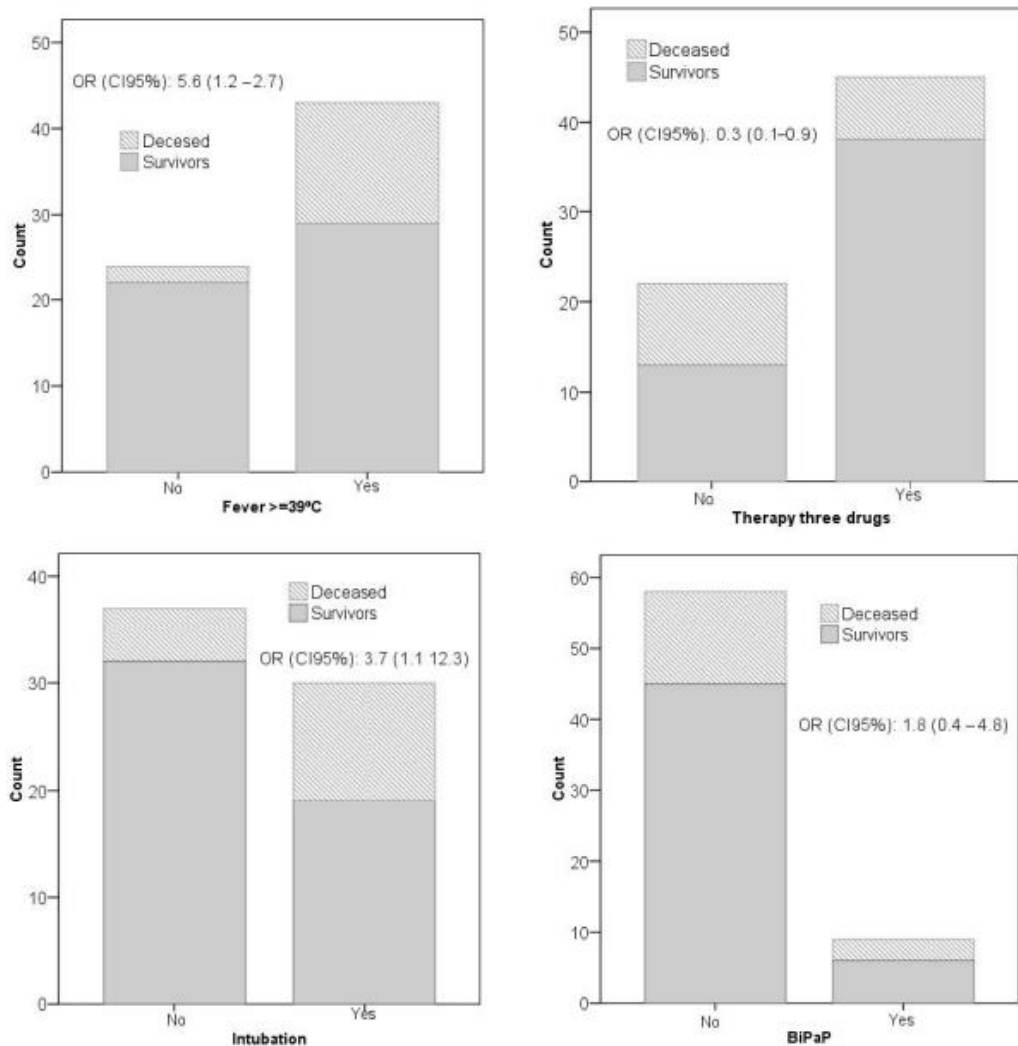 50
40
30
20
10
0
Count
OR (CI95%): 5.6 (1.2 –2.7)
Decesed
Survivors
No
Yes
Fever >=39ºC
50
40
30
20
10
0
Count
Deceased
Survivors
OR (CI95%). 0.3 (0.1–0.9)
No
Yes
Therapy three drugs
40
30
20
10
0
Count
Deceased
Survivors
OR (CI95%): 3.7 (1.1 12.3)
No
Yes
Intubation
60
50
40
30
20
10
0
Count
Deceased
Survivors
OR (CI95%): 1.8 (0.4 – 4.8)
No
Yes
BiPaP